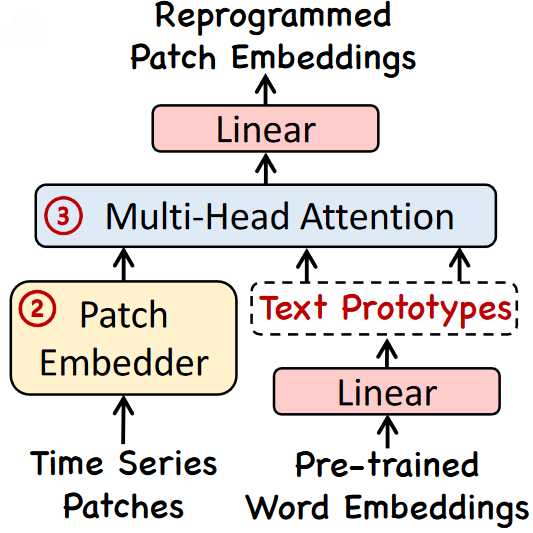 Reprogrammed
Patch Embeddings
Linear
③ Multi-Head Attention
② Patch
Embedder
Text Prototypes
Linear
Time Series
Patches
Pre-trained
Word Embeddings